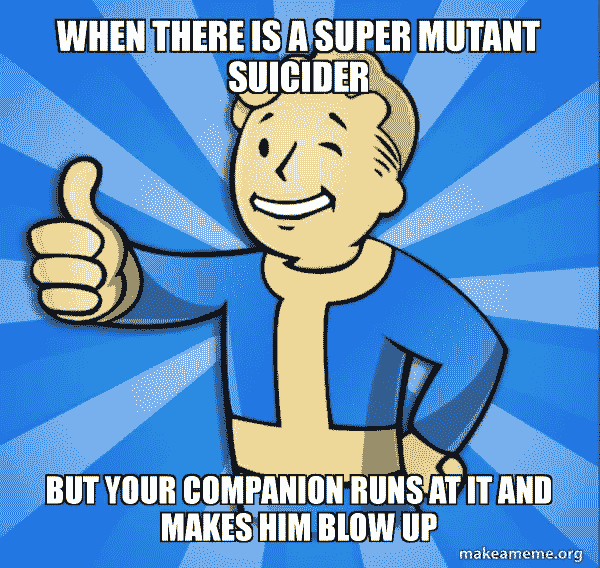 WHEN THERE IS A SUPER MUTANT
SUICIDER
BUT YOUR COMPANION RUNS AT IT AND
MAKES HIM BLOW UP
makeameme.org